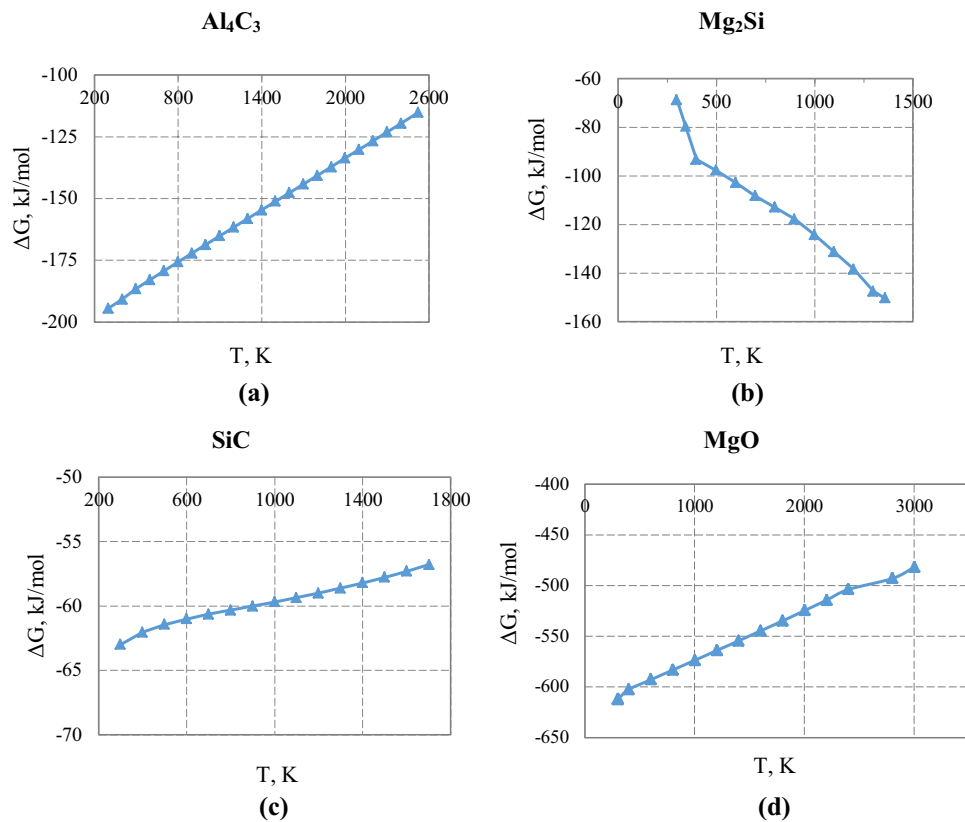 Al₄C₃
-100
200 800 1400 2000 2600
-125
-150
-175
-200
ΔG, kJ/mol
T, K
(a)
Mg₂Si
-60
0 500 1000 1500
-80
-100
-120
-140
-160
ΔG, kJ/mol
T, K
(b)
SiC
-50
200 600 1000 1400 1800
-55
-60
-65
-70
ΔG, kJ/mol
T, K
(c)
MgO
-400
0 1000 2000 3000
-450
-500
-550
-600
-650
ΔG, kJ/mol
T, K
(d)